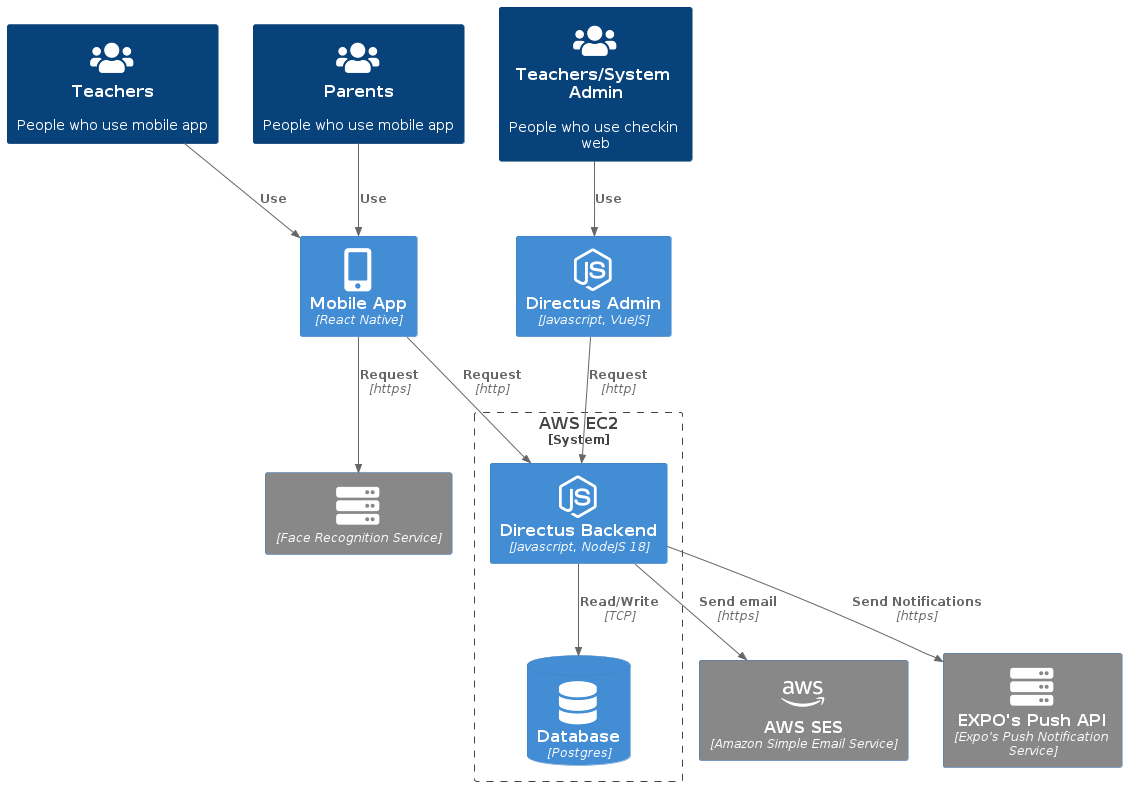 Teachers
People who use mobile app
Parents
People who use mobile app
Teachers/System
Admin
People who use checkin
web
Use
Use
Use
Mobile App
[React Native]
JS
Directus Admin
[Javascript, VueJS]
Request
[https]
Request
[http]
Request
[http]
AWS EC2
[System]
[Face Recognition Service]
JS
Directus Backend
[Javascript, NodeJS 18]
Read/Write
[TCP]
Send email
[https]
Send Notifications
[https]
Database
[Postgres]
aws
AWS SES
[Amazon Simple Email Service]
EXPO's Push API
[Expo's Push Notification
Service]